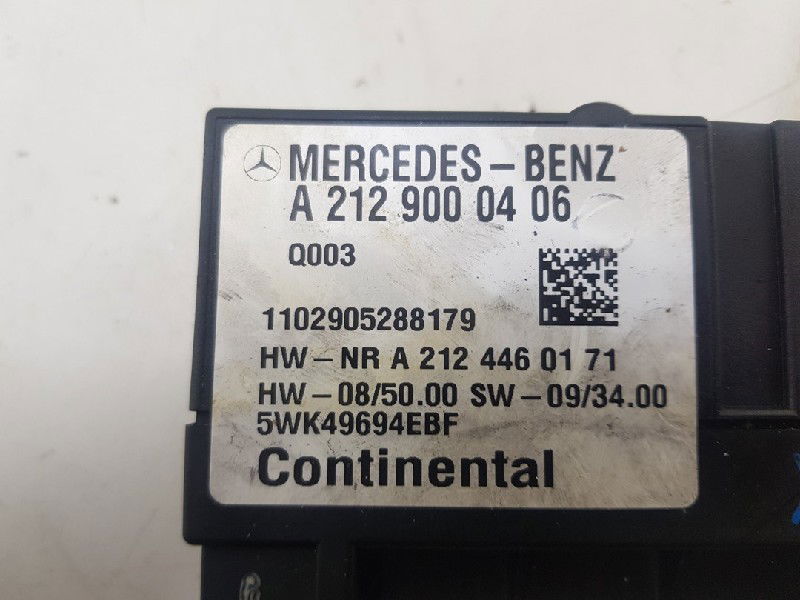 MERCEDES-BENZ
A 212 900 04 06
Q003
1102905288179
HW-NR A 212 446 01 71
HW-08/50.00 SW-09/34.00
5WK49694EBF
Continental